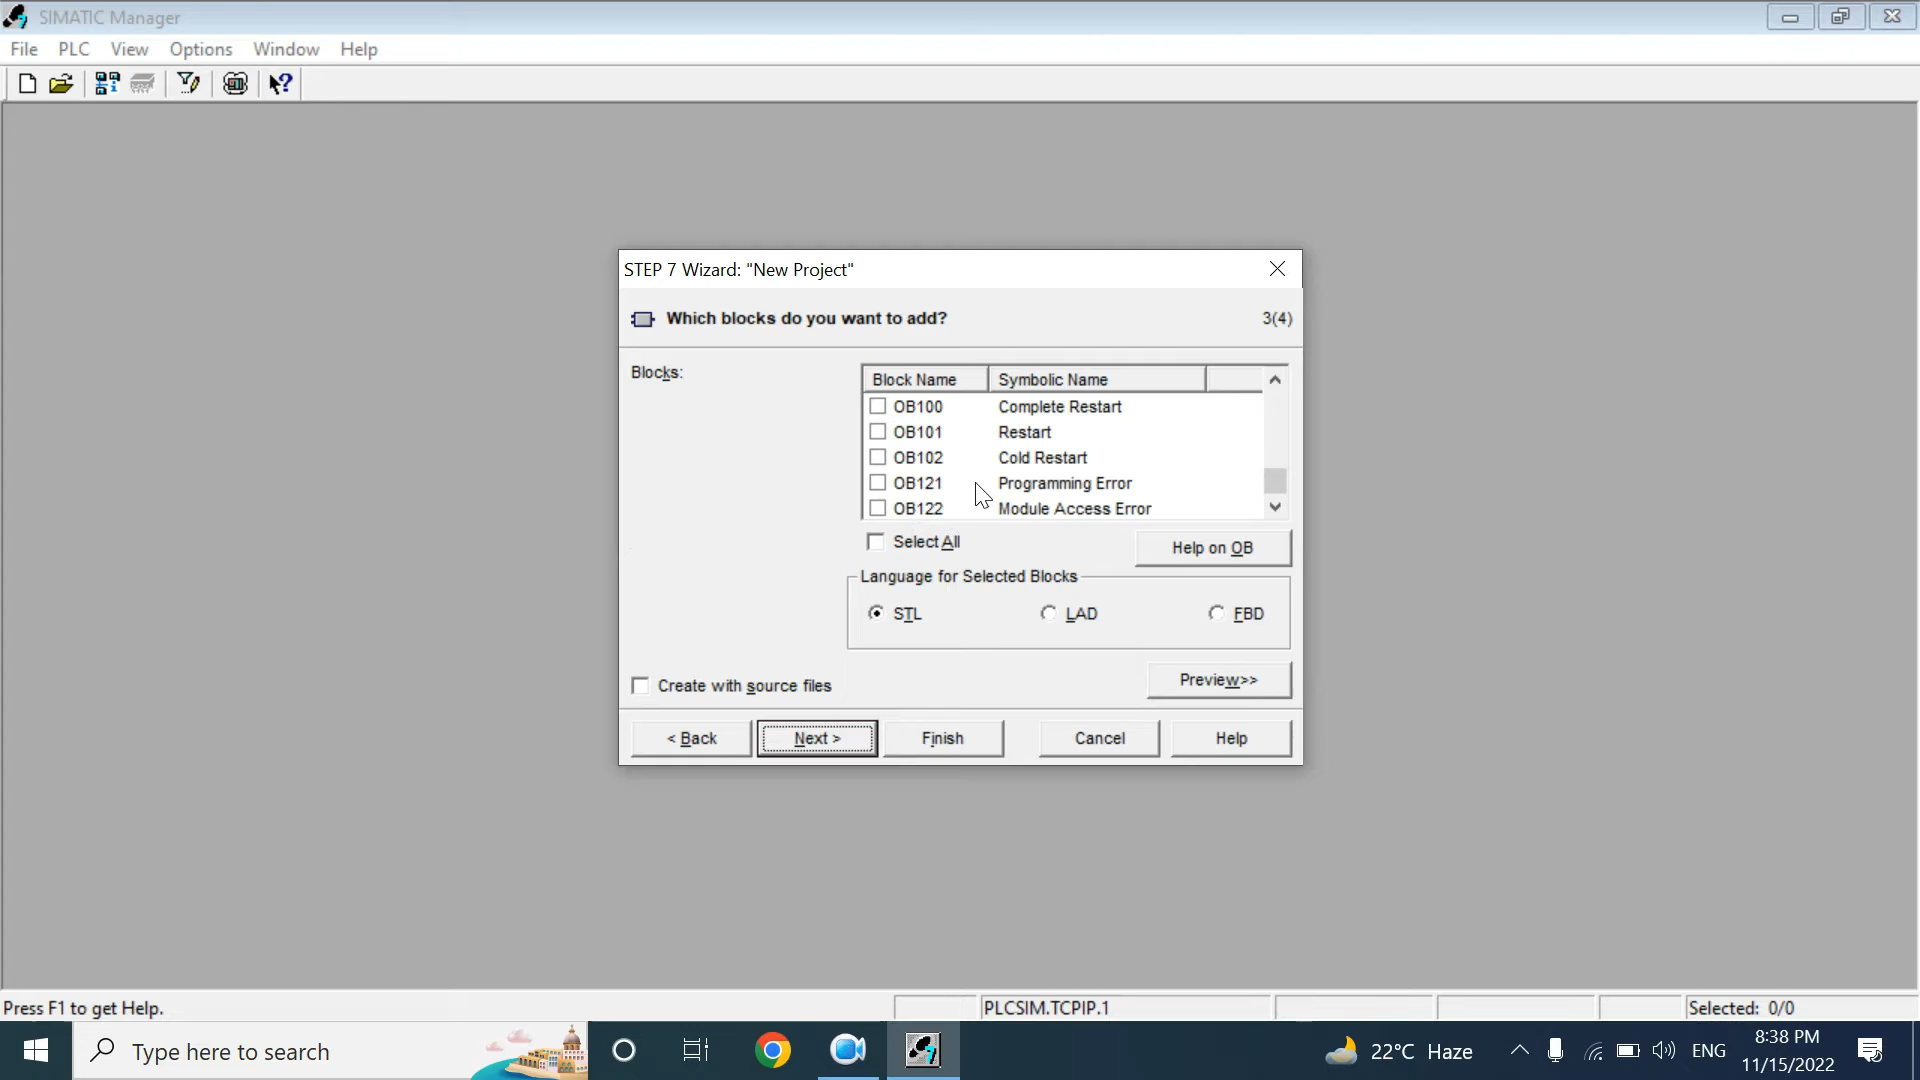 SIMATIC Manager
File PLC View Options Window Help
STEP 7 Wizard: "New Project"
Which blocks do you want to add? 3(4)
Blocks:
Block Name Symbolic Name
OB100 Complete Restart
OB101 Restart
OB102 Cold Restart
OB121 Programming Error
OB122 Module Access Error
Select All
Help on OB
Language for Selected Blocks
STL LAD FBD
Create with source files
Preview>>
< Back Next > Finish Cancel Help
Press F1 to get Help. PLCSIM.TCPIP.1 Selected: 0/0
Type here to search
22°C Haze
ENG
8:38 PM
11/15/2022